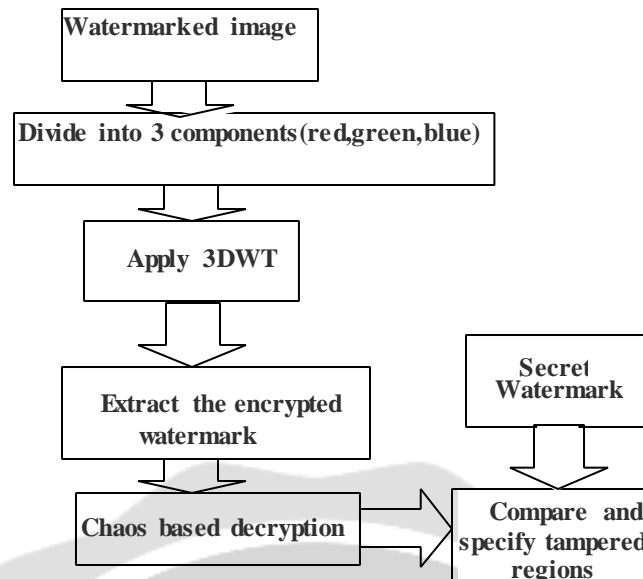 Watermarked image
Divide into 3 components(red,green,blue)
Apply 3DWT
Extract the encrypted
watermark
Chaos based decryption
Secret
Watermark
Compare and
specify tampered
regions